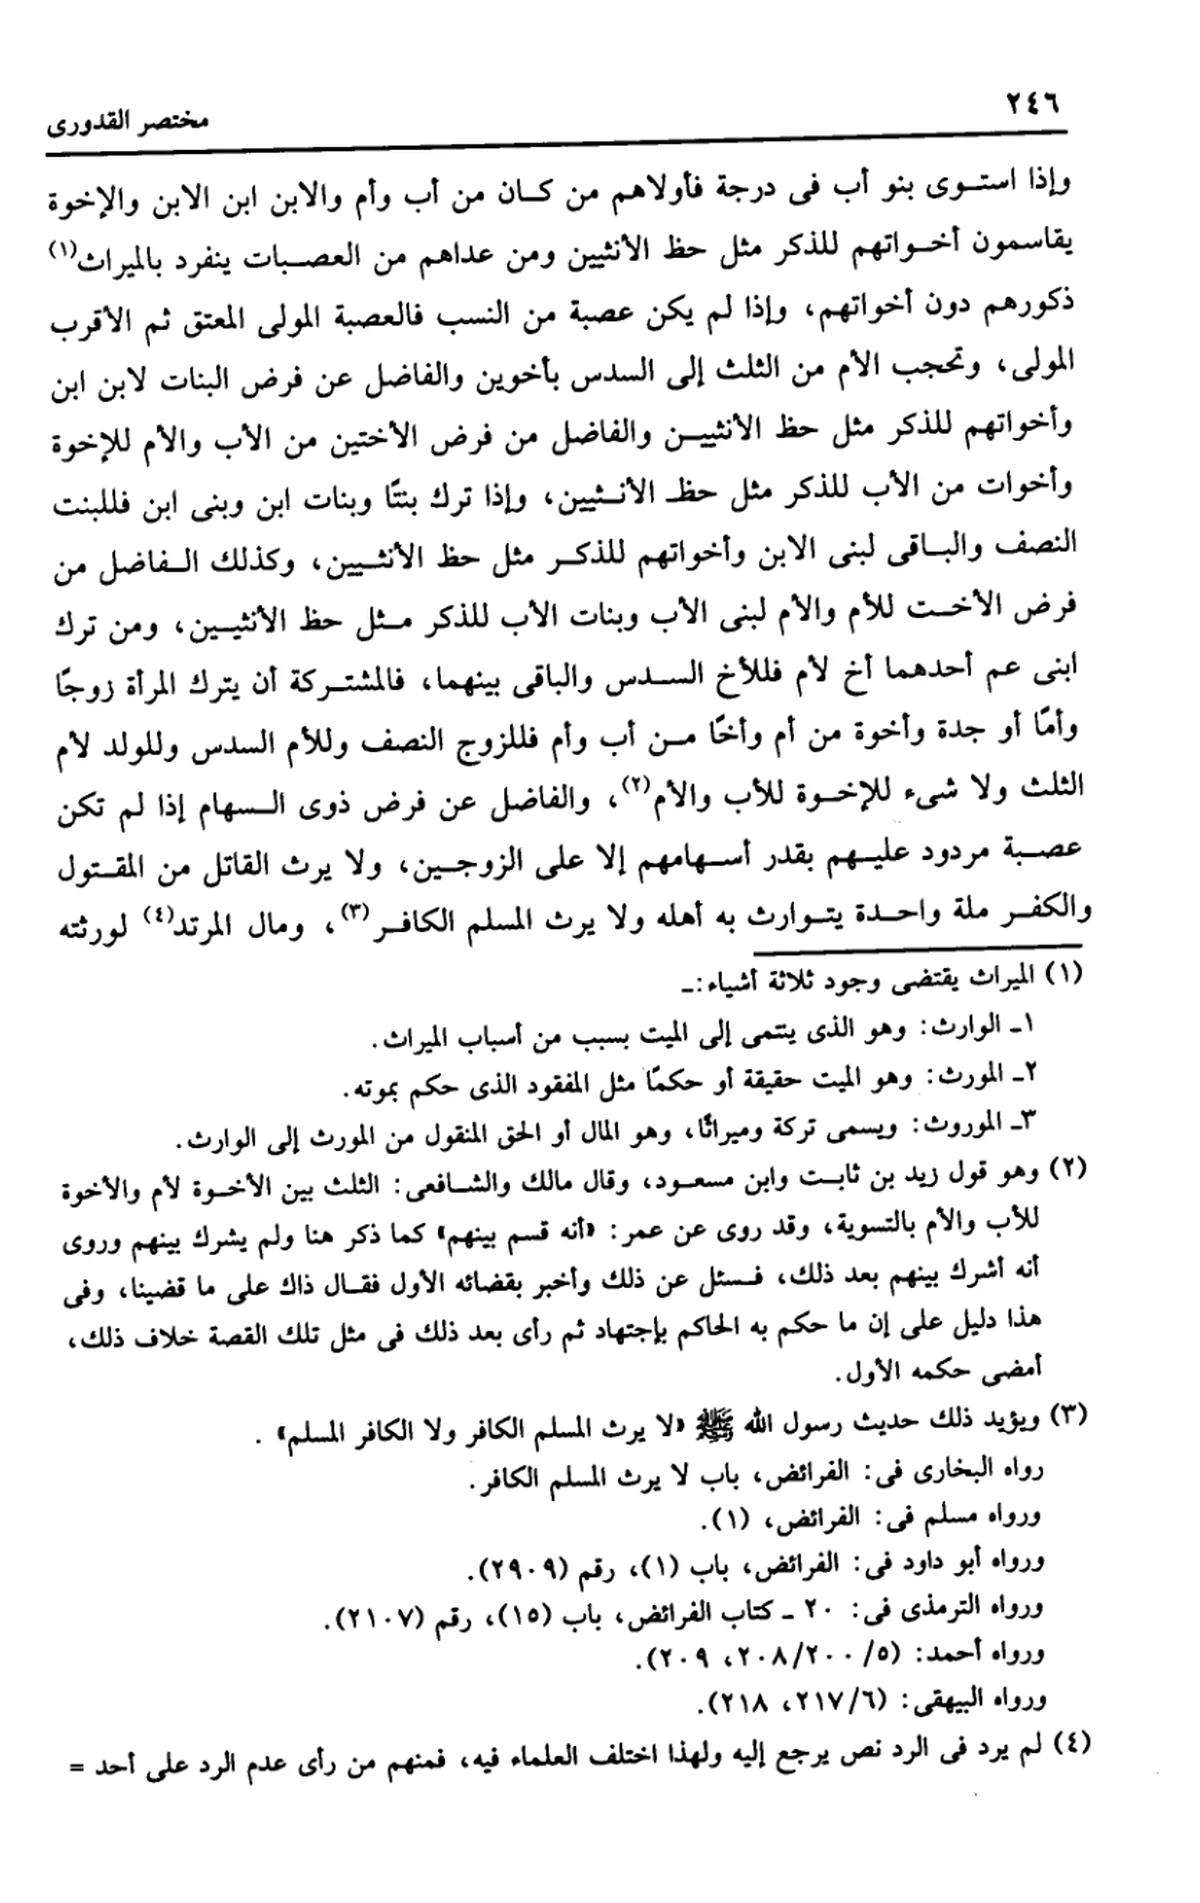 ٢٤٦
مختصر القدورى
وإذا استوى بنو أب فى درجة فأولاهم من كان من أب وأم والابن ابن الابن والإخوة
يقاسمون أخواتهم للذكر مثل حظ الأنثيين ومن عداهم من العصبات ينفرد بالميراث(١)
ذكورهم دون أخواتهم، وإذا لم يكن عصبة من النسب فالعصبة المولى المعتق ثم الأقرب
المولى، وتحجب الأم من الثلث إلى السدس بأخوين والفاضل عن فرض البنات لابن ابن
وأخواتهم للذكر مثل حظ الأنثيين والفاضل من فرض الأختين من الأب والأم للإخوة
وأخوات من الأب للذكر مثل حظ الأنثيين، وإذا ترك بنتًا وبنات ابن وبنى ابن فللبنت
النصف والباقى لبنى الابن وأخواتهم للذكر مثل حظ الأنثيين، وكذلك الفاضل من
فرض الأخت للأم والأم لبنى الأب وبنات الأب للذكر مثل حظ الأنثيين، ومن ترك
ابنى عم أحدهما أخ لأم فللأخ السدس والباقى بينهما، فالمشتركة أن يترك المرأة زوجًا
وأمًا أو جدة وأخوة من أم وأخًا من أب وأم فللزوج النصف وللأم السدس وللولد لأم
الثلث ولا شىء للإخوة للأب والأم(٢)، والفاضل عن فرض ذوى السهام إذا لم تكن
عصبة مردود عليهم بقدر أسهامهم إلا على الزوجين، ولا يرث القاتل من المقتول
والكفر ملة واحدة يتوارث به أهله ولا يرث المسلم الكافر(٣)، ومال المرتد(٤) لورثته
(١) الميراث يقتضى وجود ثلاثة أشياء:ـ
١ـ الوارث: وهو الذى ينتمى إلى الميت بسبب من أسباب الميراث.
٢ـ المورث: وهو الميت حقيقة أو حكمًا مثل المفقود الذى حكم بموته.
٣ـ الموروث: ويسمى تركة وميراثًا، وهو المال أو الحق المنقول من المورث إلى الوارث.
(٢) وهو قول زيد بن ثابت وابن مسعود، وقال مالك والشافعى: الثلث بين الأخوة لأم والأخوة
للأب والأم بالتسوية، وقد روى عن عمر: «أنه قسم بينهم» كما ذكر هنا ولم يشرك بينهم وروى
أنه أشرك بينهم بعد ذلك، فسئل عن ذلك وأخبر بقضائه الأول فقال ذاك على ما قضينا، وفى
هذا دليل على إن ما حكم به الحاكم بإجتهاد ثم رأى بعد ذلك فى مثل تلك القصة خلاف ذلك،
أمضى حكمه الأول.
(٣) ويؤيد ذلك حديث رسول الله ﷺ «لا يرث المسلم الكافر ولا الكافر المسلم».
رواه البخارى فى: الفرائض، باب لا يرث المسلم الكافر.
ورواه مسلم فى: الفرائض، (١).
ورواه أبو داود فى: الفرائض، باب (١)، رقم (٢٩٠٩).
ورواه الترمذى فى: ٢٠ ـ كتاب الفرائض، باب (١٥)، رقم (٢١٠٧).
ورواه أحمد: (٥/ ٢٠٨/٢٠٠، ٢٠٩).
ورواه البيهقى: (٢١٧/٦، ٢١٨).
(٤) لم يرد فى الرد نص يرجع إليه ولهذا اختلف العلماء فيه، فمنهم من رأى عدم الرد على أحد =